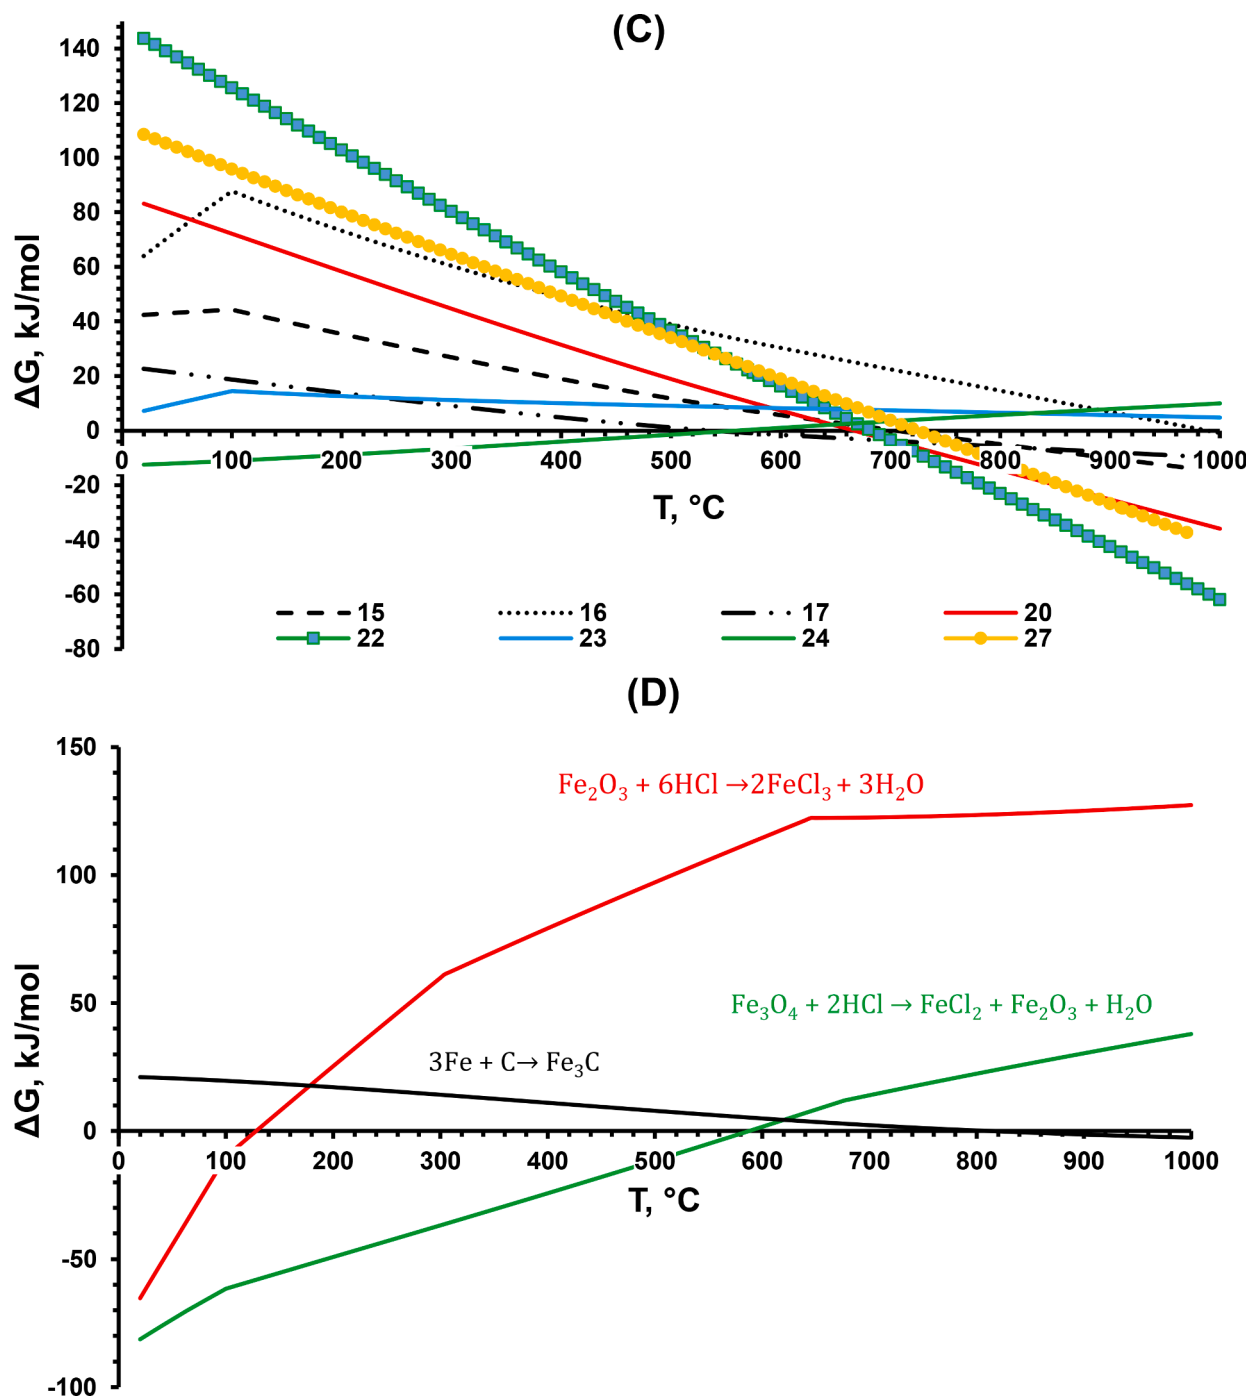 (C)
140
120
100
80
60
40
20
0
-20
-40
-60
-80
ΔG, kJ/mol
0 100 200 300 400 500 600 700 800 900 1000
T, °C
15 16 17 20
22 23 24 27
(D)
150
100
50
0
-50
-100
ΔG, kJ/mol
Fe₂O₃ + 6HCl →2FeCl₃ + 3H₂O
Fe₃O₄ + 2HCl → FeCl₂ + Fe₂O₃ + H₂O
3Fe + C→ Fe₃C
0 100 200 300 400 500 600 700 800 900 1000
T, °C